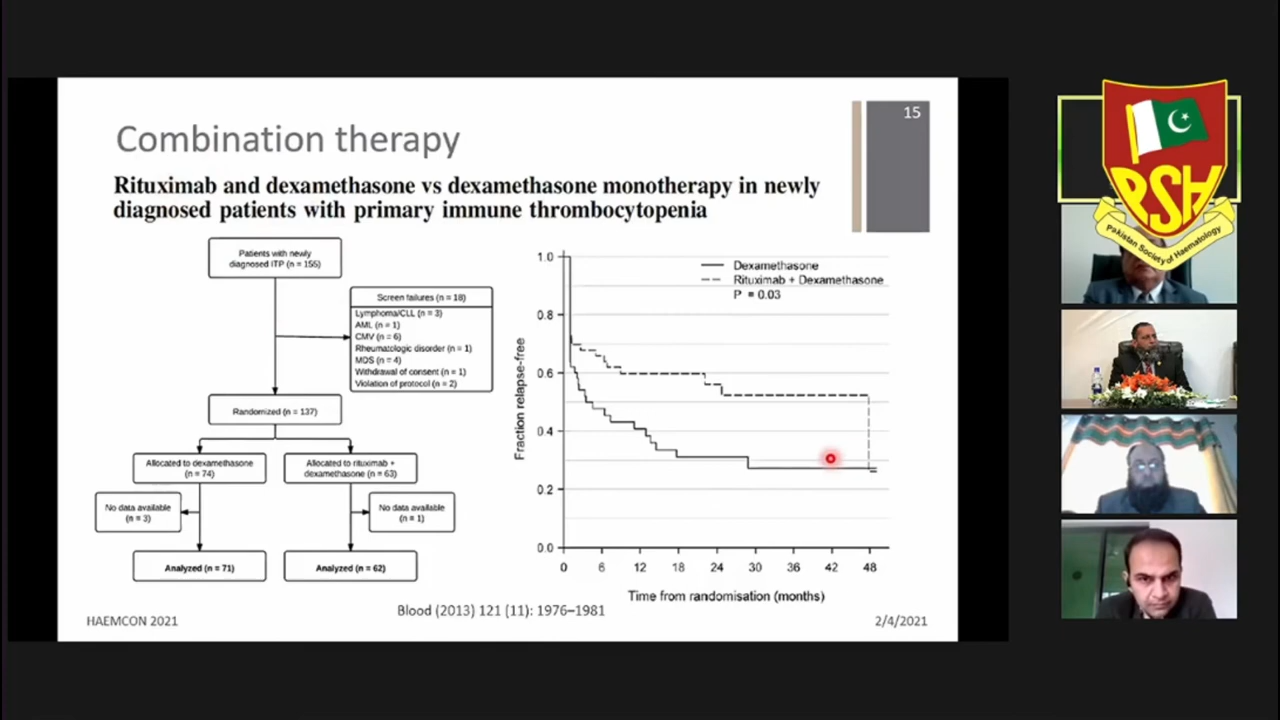 15
Combination therapy
Rituximab and dexamethasone vs dexamethasone monotherapy in newly
diagnosed patients with primary immune thrombocytopenia
Patients with newly
diagnosed ITP (n = 155)
Screen failures (n = 18)
Lymphoma/CLL (n = 3)
AML (n = 1)
CMV (n = 6)
Rheumatologic disorder (n = 1)
MDS (n = 4)
Withdrawal of consent (n = 1)
Violation of protocol (n = 2)
Randomized (n = 137)
Allocated to dexamethasone
(n = 74)
Allocated to rituximab +
dexamethasone (n = 63)
No data available
(n = 3)
No data available
(n = 1)
Analyzed (n = 71)
Analyzed (n = 62)
Dexamethasone
Rituximab + Dexamethasone
P = 0.03
Fraction relapse-free
1.0
0.8
0.6
0.4
0.2
0.0
0 6 12 18 24 30 36 42 48
Time from randomisation (months)
Blood (2013) 121 (11): 1976–1981
HAEMCON 2021
2/4/2021
PSH
Pakistan Society of Haematology